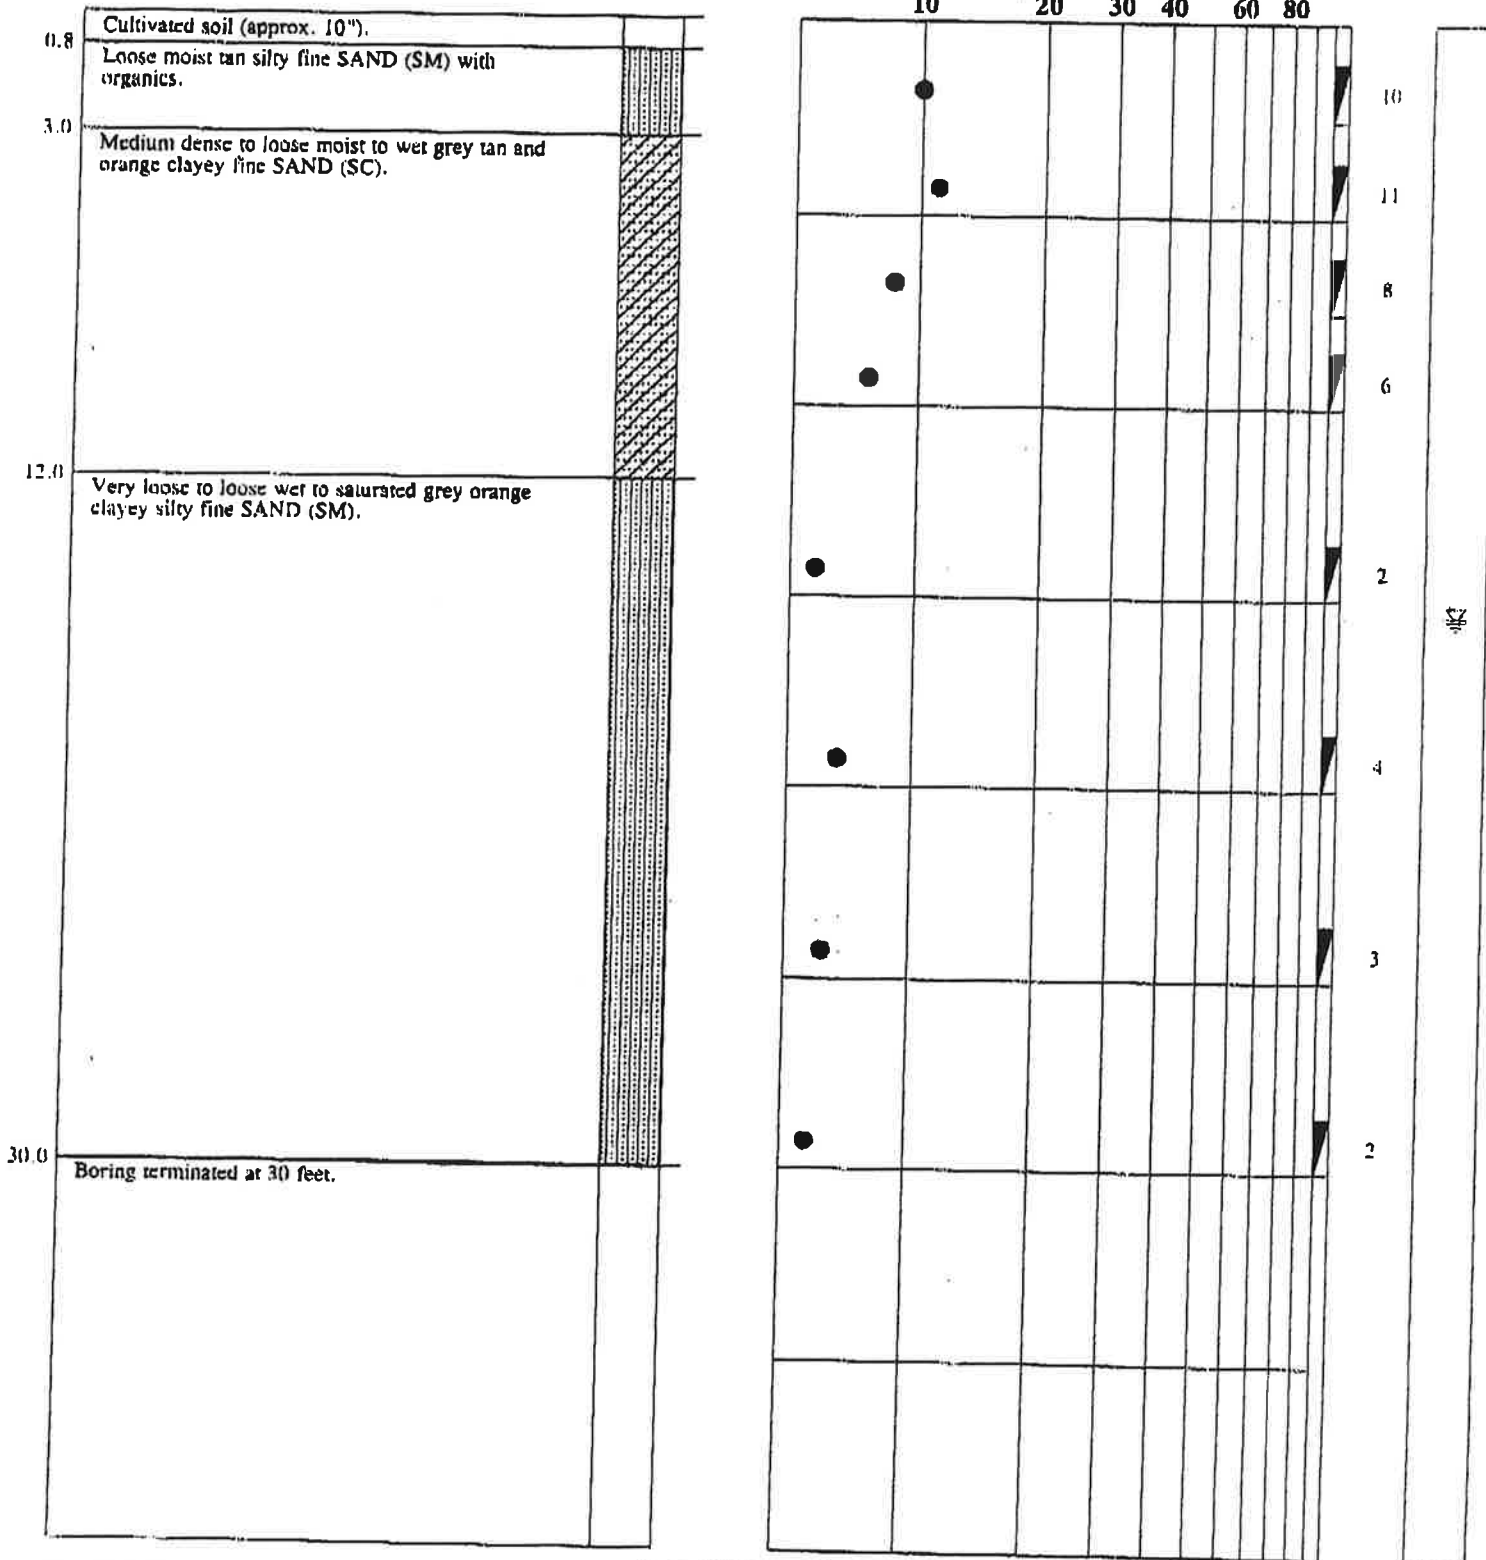 10 20 30 40 60 80
Cultivated soil (approx. 10").
0.8
Loose moist tan silty fine SAND (SM) with
organics.
10
3.0
Medium dense to loose moist to wet grey tan and
orange clayey fine SAND (SC).
11
8
6
12.0
Very loose to loose wet to saturated grey orange
clayey silty fine SAND (SM).
2
4
3
30.0
Boring terminated at 30 feet.
2